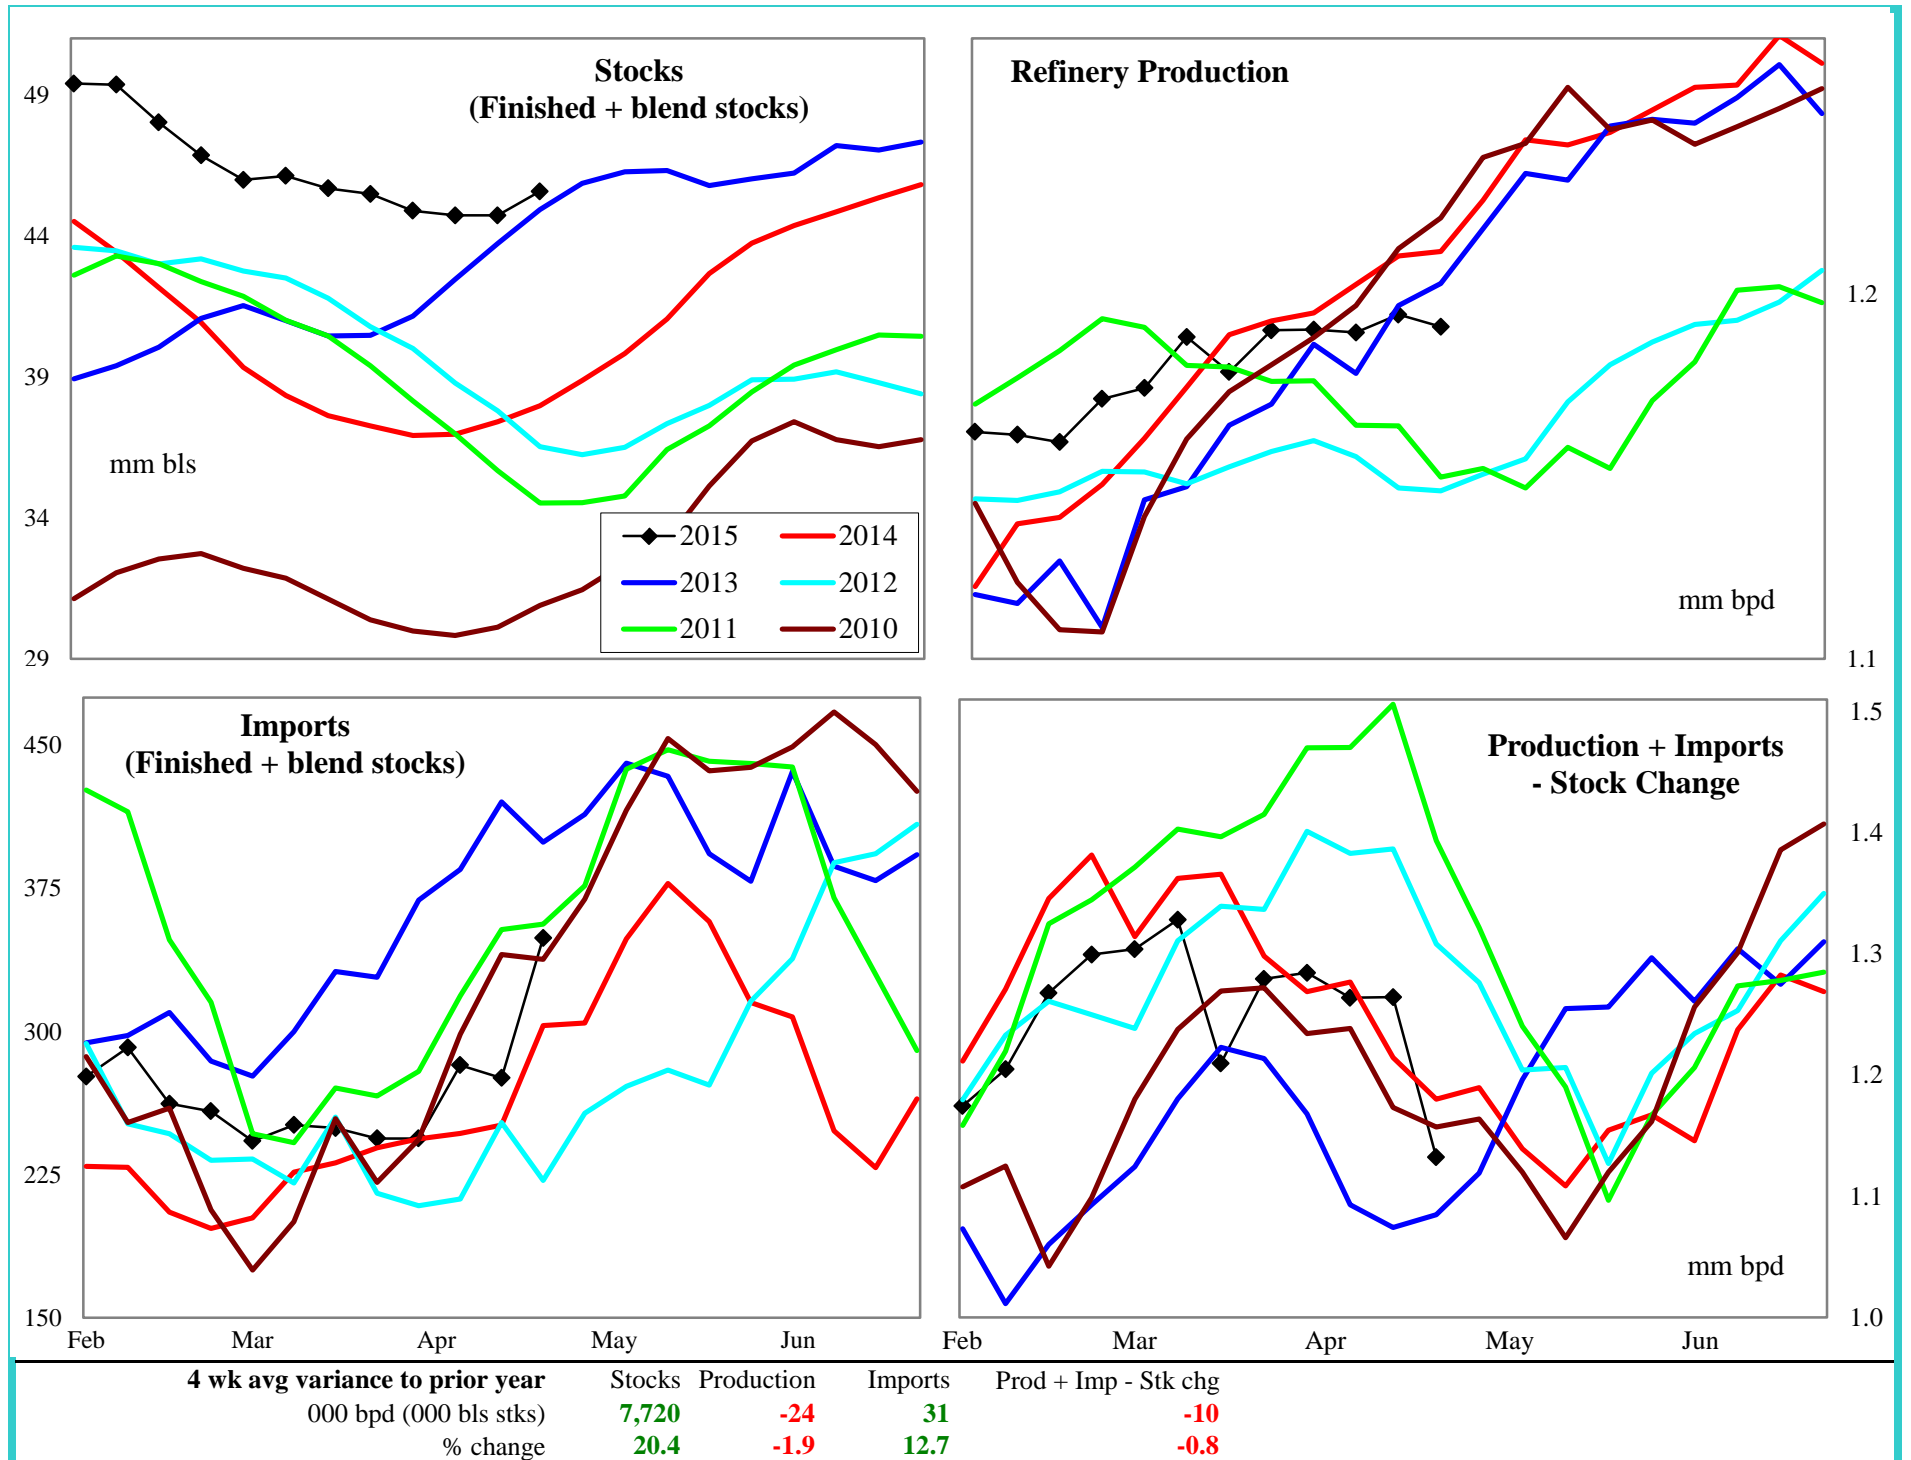 Stocks
(Finished + blend stocks)
49
44
39
34
29
mm bls
2015 2014
2013 2012
2011 2010
Refinery Production
1.2
1.1
mm bpd
Imports
(Finished + blend stocks)
450
375
300
225
150
Feb Mar Apr May Jun
Production + Imports
- Stock Change
1.5
1.4
1.3
1.2
1.1
1.0
mm bpd
Feb Mar Apr May Jun
4 wk avg variance to prior year Stocks Production Imports Prod + Imp - Stk chg
000 bpd (000 bls stks) 7,720 -24 31 -10
% change 20.4 -1.9 12.7 -0.8